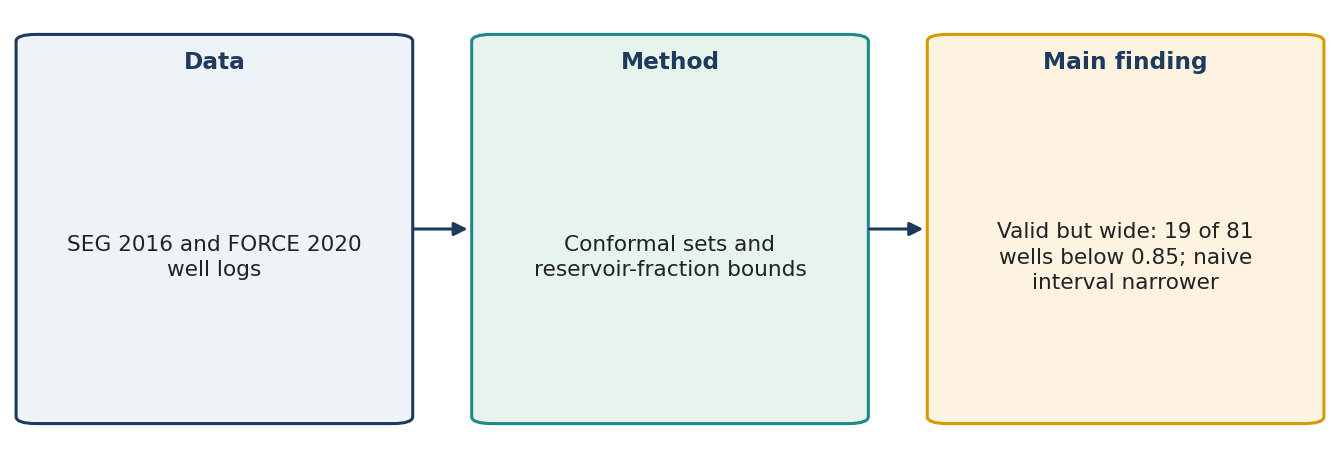 Data
SEG 2016 and FORCE 2020
well logs
Method
Conformal sets and
reservoir-fraction bounds
Main finding
Valid but wide: 19 of 81
wells below 0.85; naive
interval narrower